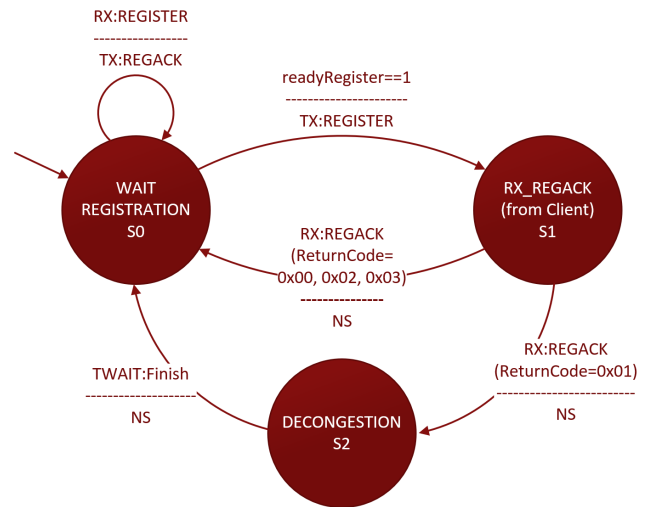 RX:REGISTER
-----------------
TX:REGACK
readyRegister==1
----------------------
TX:REGISTER
WAIT
REGISTRATION
S0
RX_REGACK
(from Client)
S1
RX:REGACK
(ReturnCode=
0x00, 0x02, 0x03)
---------------
NS
RX:REGACK
(ReturnCode=0x01)
-------------------------
NS
TWAIT:Finish
--------------------
NS
DECONGESTION
S2